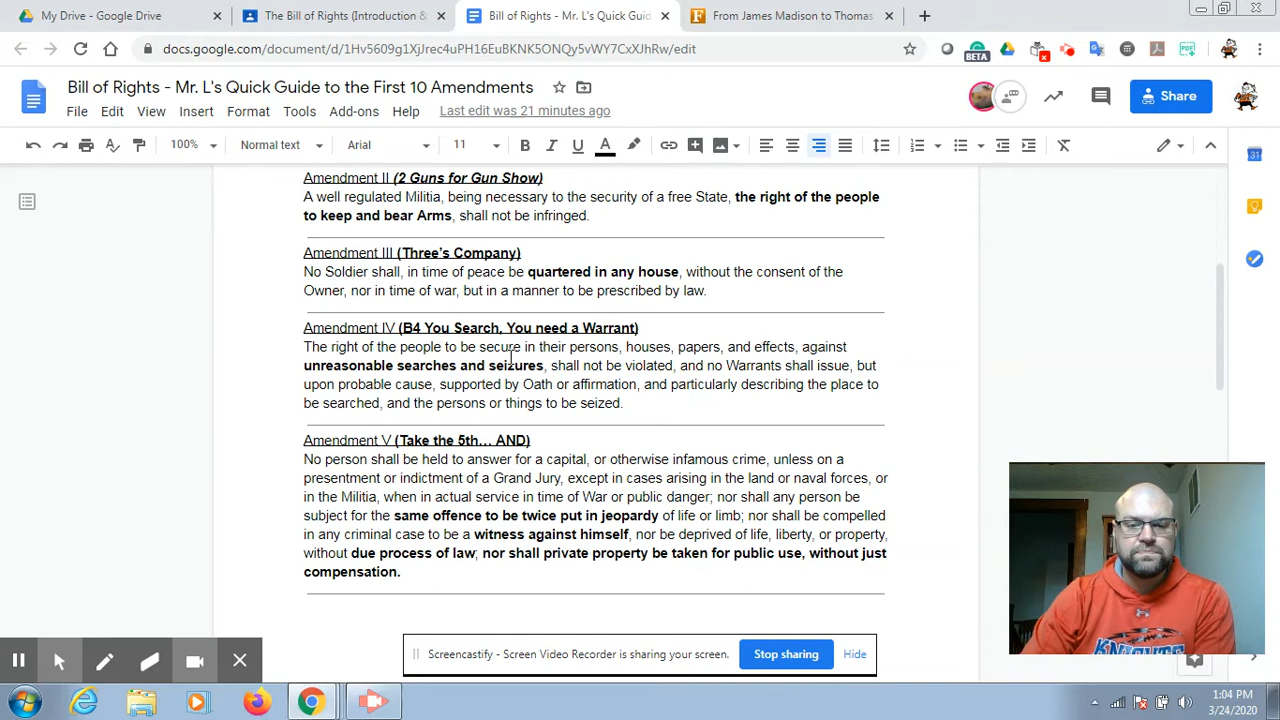 My Drive - Google Drive
The Bill of Rights (Introduction &
Bill of Rights - Mr. L's Quick Guid
From James Madison to Thomas
docs.google.com/document/d/1Hv5609g1XjJrec4uPH16EuBKNK5ONQy5vWY7CxXJhRw/edit
BETA
Bill of Rights - Mr. L's Quick Guide to the First 10 Amendments
File Edit View Insert Format Add-ons Help Last edit was 21 minutes ago
Share
100% Normal text Arial 11 B I U A
31
Amendment II (2 Guns for Gun Show)
A well regulated Militia, being necessary to the security of a free State, the right of the people
to keep and bear Arms, shall not be infringed.
Amendment III (Three's Company)
No Soldier shall, in time of peace be quartered in any house, without the consent of the
Owner, nor in time of war, but in a manner to be prescribed by law.
Amendment IV (B4 You Search, You need a Warrant)
The right of the people to be secure in their persons, houses, papers, and effects, against
unreasonable searches and seizures, shall not be violated, and no Warrants shall issue, but
upon probable cause, supported by Oath or affirmation, and particularly describing the place to
be searched, and the persons or things to be seized.
Amendment V (Take the 5th… AND)
No person shall be held to answer for a capital, or otherwise infamous crime, unless on a
presentment or indictment of a Grand Jury, except in cases arising in the land or naval forces, or
in the Militia, when in actual service in time of War or public danger; nor shall any person be
subject for the same offence to be twice put in jeopardy of life or limb; nor shall be compelled
in any criminal case to be a witness against himself, nor be deprived of life, liberty, or property,
without due process of law; nor shall private property be taken for public use, without just
compensation.
Screencastify - Screen Video Recorder is sharing your screen.
Stop sharing
Hide
KNIGHTS
1:04 PM
3/24/2020